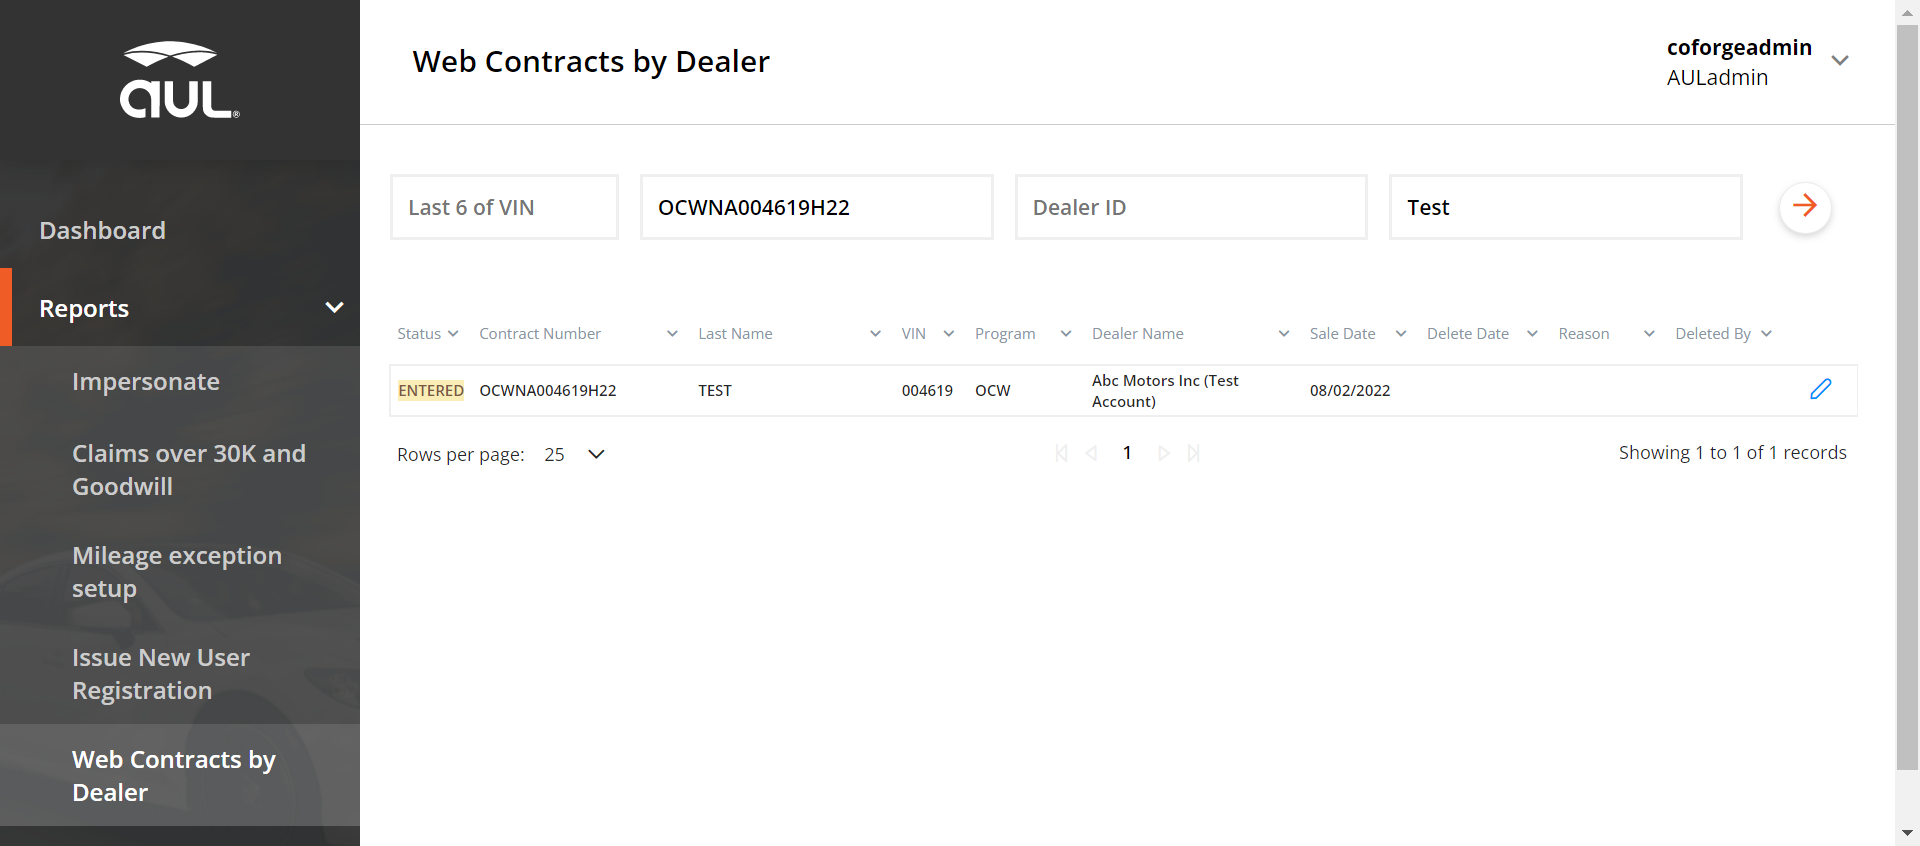 aUL®
Dashboard
Reports
Impersonate
Claims over 30K and
Goodwill
Mileage exception
setup
Issue New User
Registration
Web Contracts by
Dealer
Web Contracts by Dealer
coforgeadmin
AULadmin
Last 6 of VIN OCWNA004619H22 Dealer ID Test
Status Contract Number Last Name VIN Program Dealer Name Sale Date Delete Date Reason Deleted By
ENTERED OCWNA004619H22 TEST 004619 OCW Abc Motors Inc (Test
Account) 08/02/2022
Rows per page: 25 1 Showing 1 to 1 of 1 records